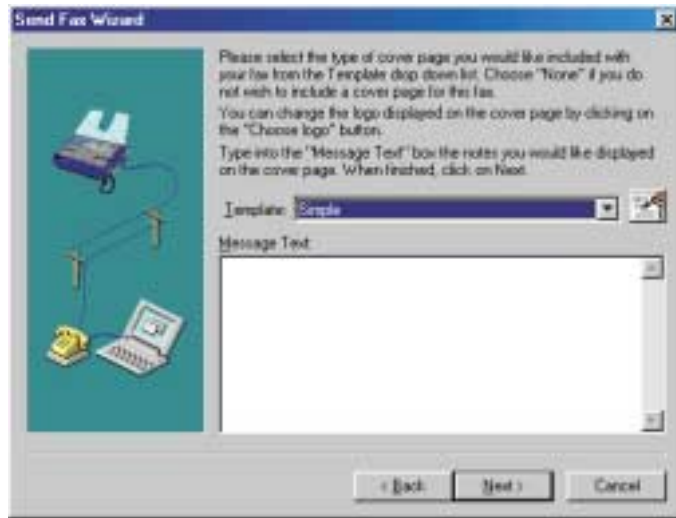 Send Fax Wizard
Please select the type of cover page you would like included with
your fax from the Template drop down list. Choose "None" if you do
not wish to include a cover page for this fax.
You can change the logo displayed on the cover page by clicking on
the "Choose logo" button.
Type into the "Message Text" box the notes you would like displayed
on the cover page. When finished, click on Next.
Template: Simple
Message Text:
< Back Next > Cancel